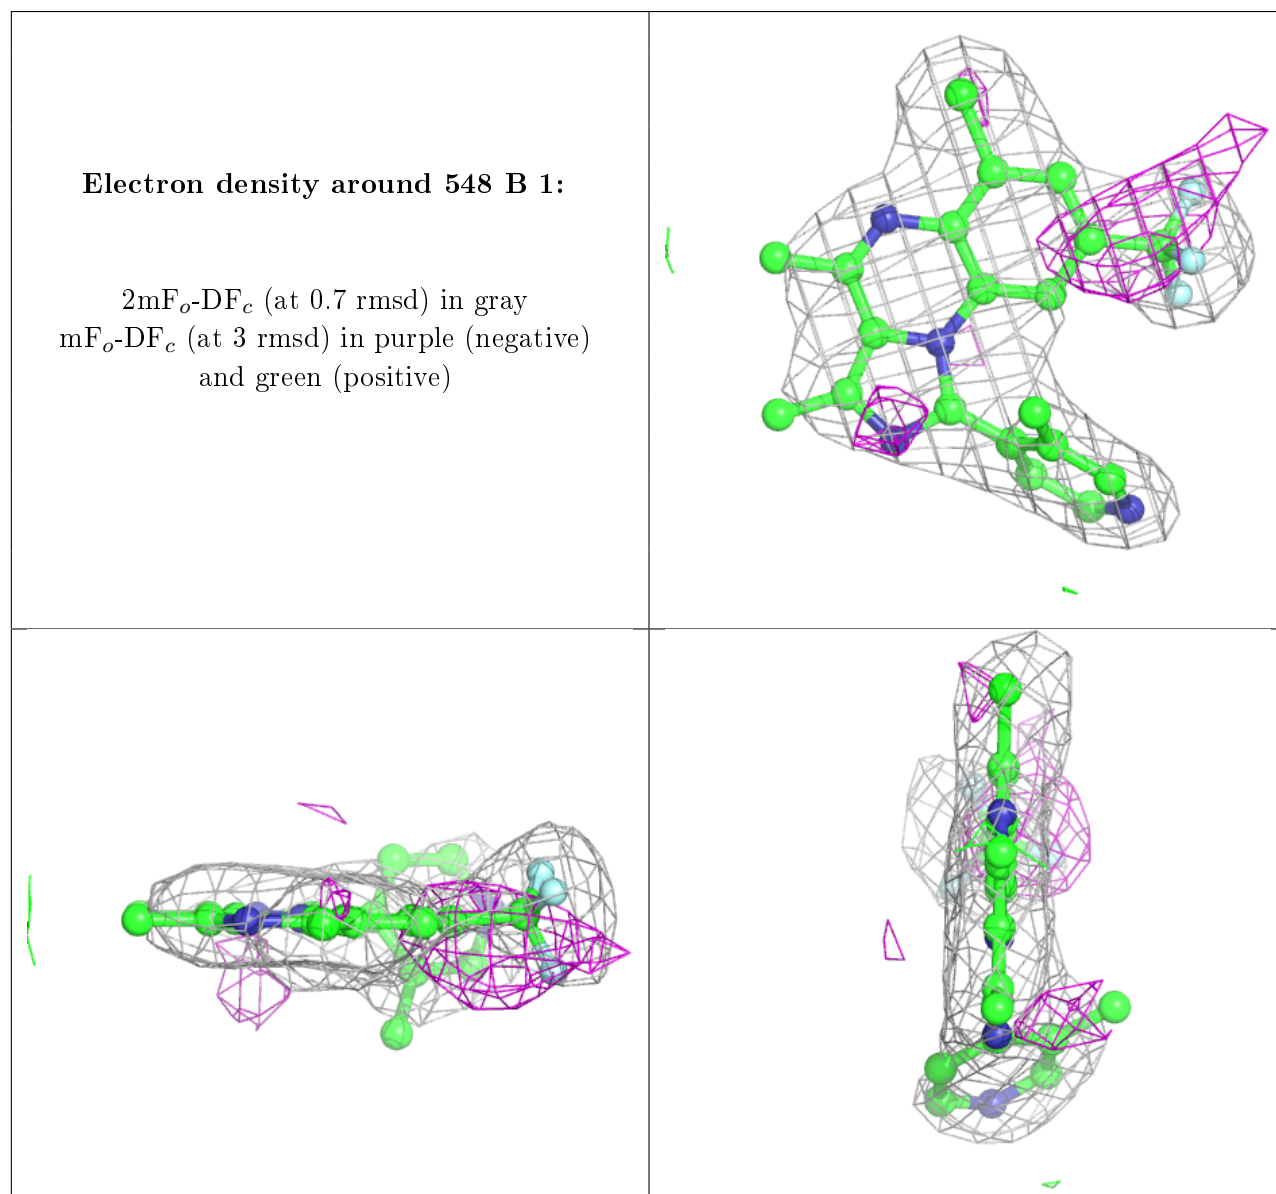 Electron density around 548 B 1:
2mFₒ-DF𝒸 (at 0.7 rmsd) in gray
mFₒ-DF𝒸 (at 3 rmsd) in purple (negative)
and green (positive)